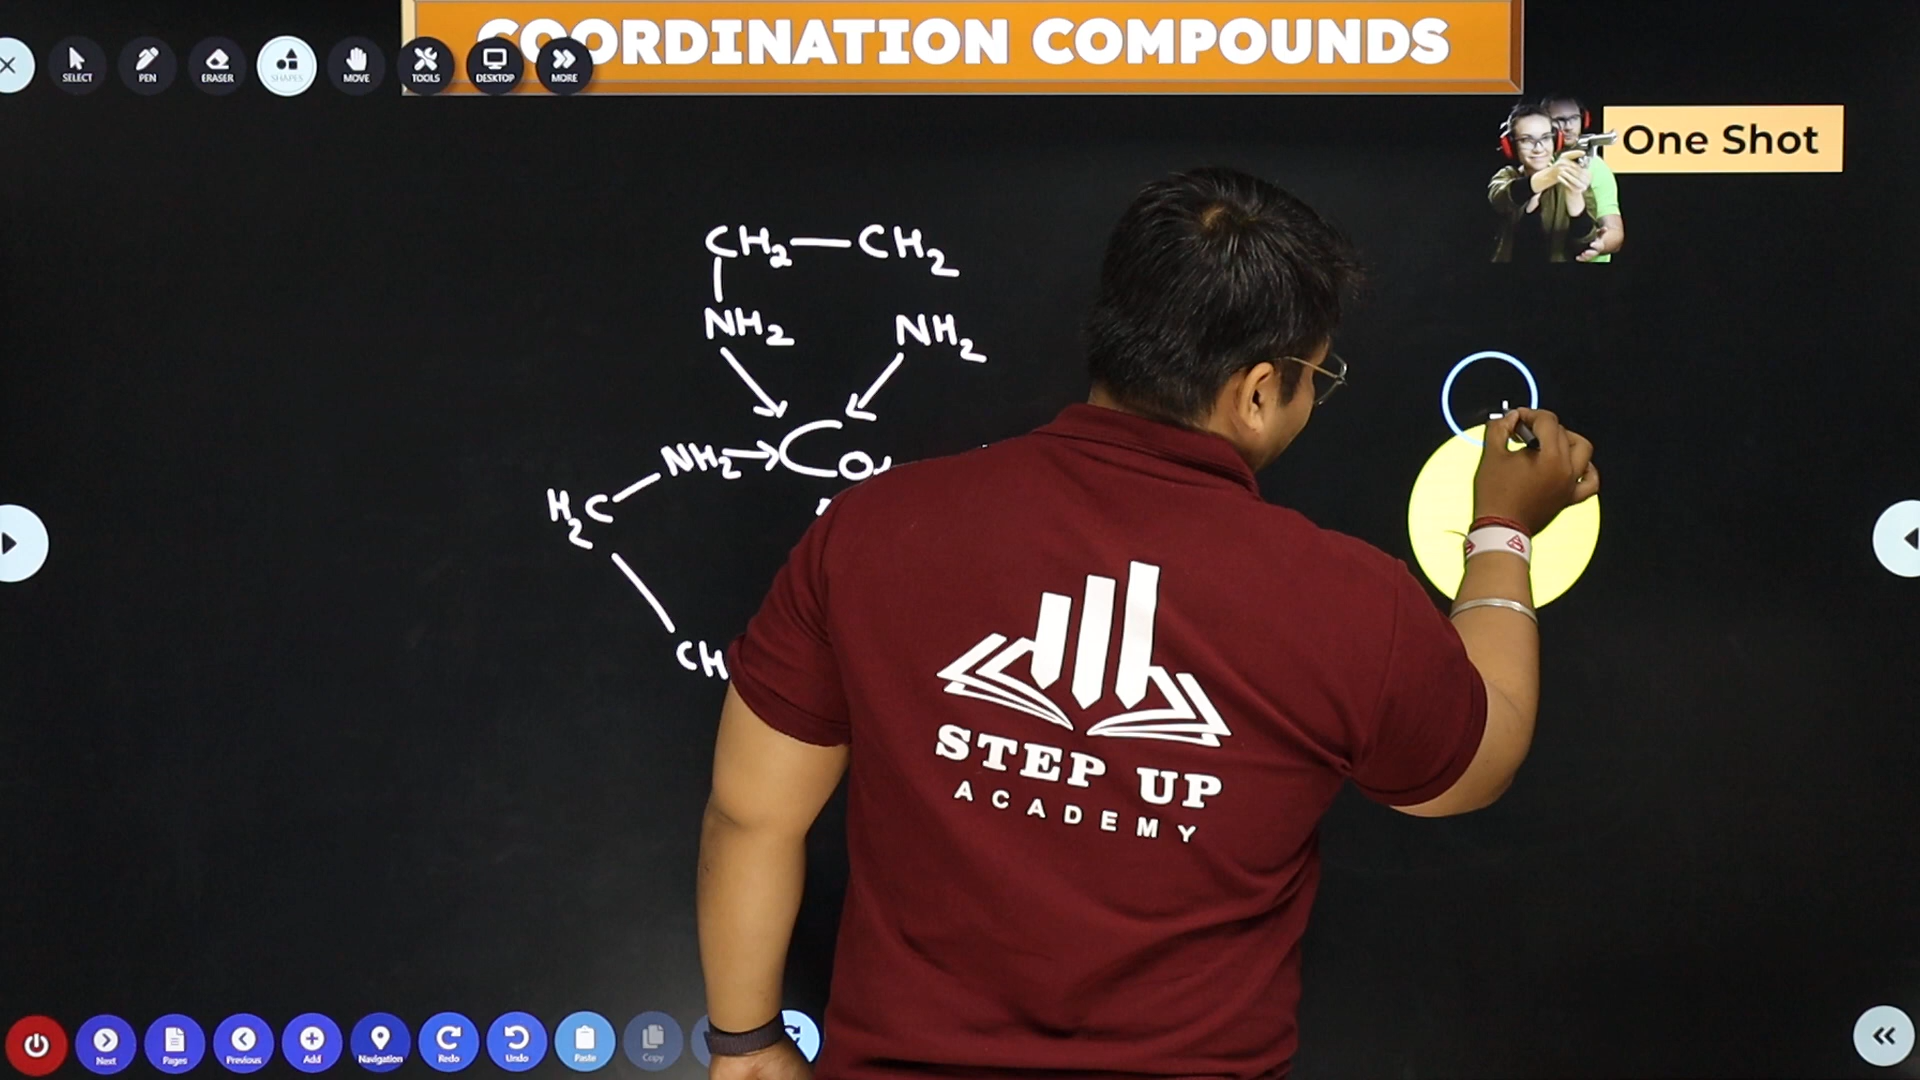 COORDINATION COMPOUNDS
SELECT PEN ERASER SHAPES MOVE TOOLS DESKTOP MORE
One Shot
CH2—CH2
NH2 NH2
NH2 Co
H2C
CH
STEP UP
ACADEMY
Next Pages Previous Add Navigation Redo Undo Paste Copy